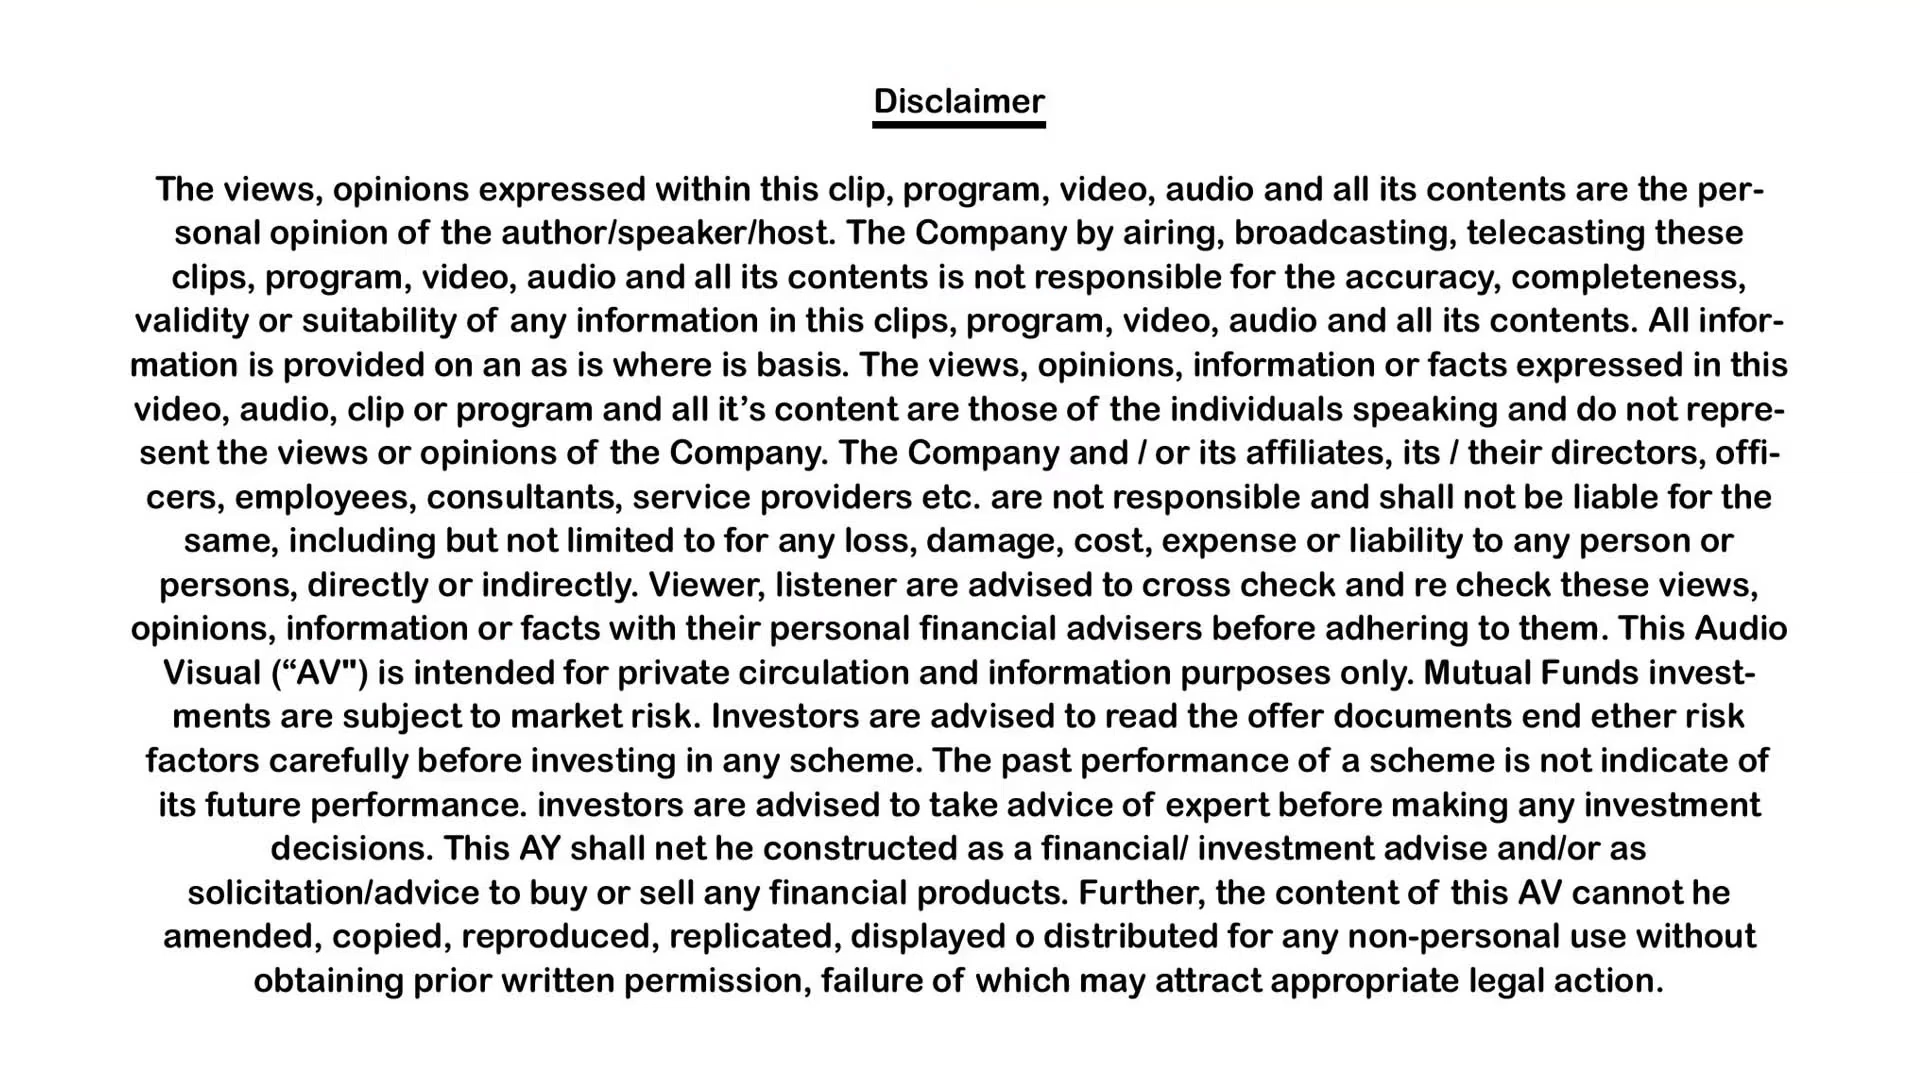 Disclaimer
The views, opinions expressed within this clip, program, video, audio and all its contents are the per-
sonal opinion of the author/speaker/host. The Company by airing, broadcasting, telecasting these
clips, program, video, audio and all its contents is not responsible for the accuracy, completeness,
validity or suitability of any information in this clips, program, video, audio and all its contents. All infor-
mation is provided on an as is where is basis. The views, opinions, information or facts expressed in this
video, audio, clip or program and all it’s content are those of the individuals speaking and do not repre-
sent the views or opinions of the Company. The Company and / or its affiliates, its / their directors, offi-
cers, employees, consultants, service providers etc. are not responsible and shall not be liable for the
same, including but not limited to for any loss, damage, cost, expense or liability to any person or
persons, directly or indirectly. Viewer, listener are advised to cross check and re check these views,
opinions, information or facts with their personal financial advisers before adhering to them. This Audio
Visual (“AV") is intended for private circulation and information purposes only. Mutual Funds invest-
ments are subject to market risk. Investors are advised to read the offer documents end ether risk
factors carefully before investing in any scheme. The past performance of a scheme is not indicate of
its future performance. investors are advised to take advice of expert before making any investment
decisions. This AY shall net he constructed as a financial/ investment advise and/or as
solicitation/advice to buy or sell any financial products. Further, the content of this AV cannot he
amended, copied, reproduced, replicated, displayed o distributed for any non-personal use without
obtaining prior written permission, failure of which may attract appropriate legal action.